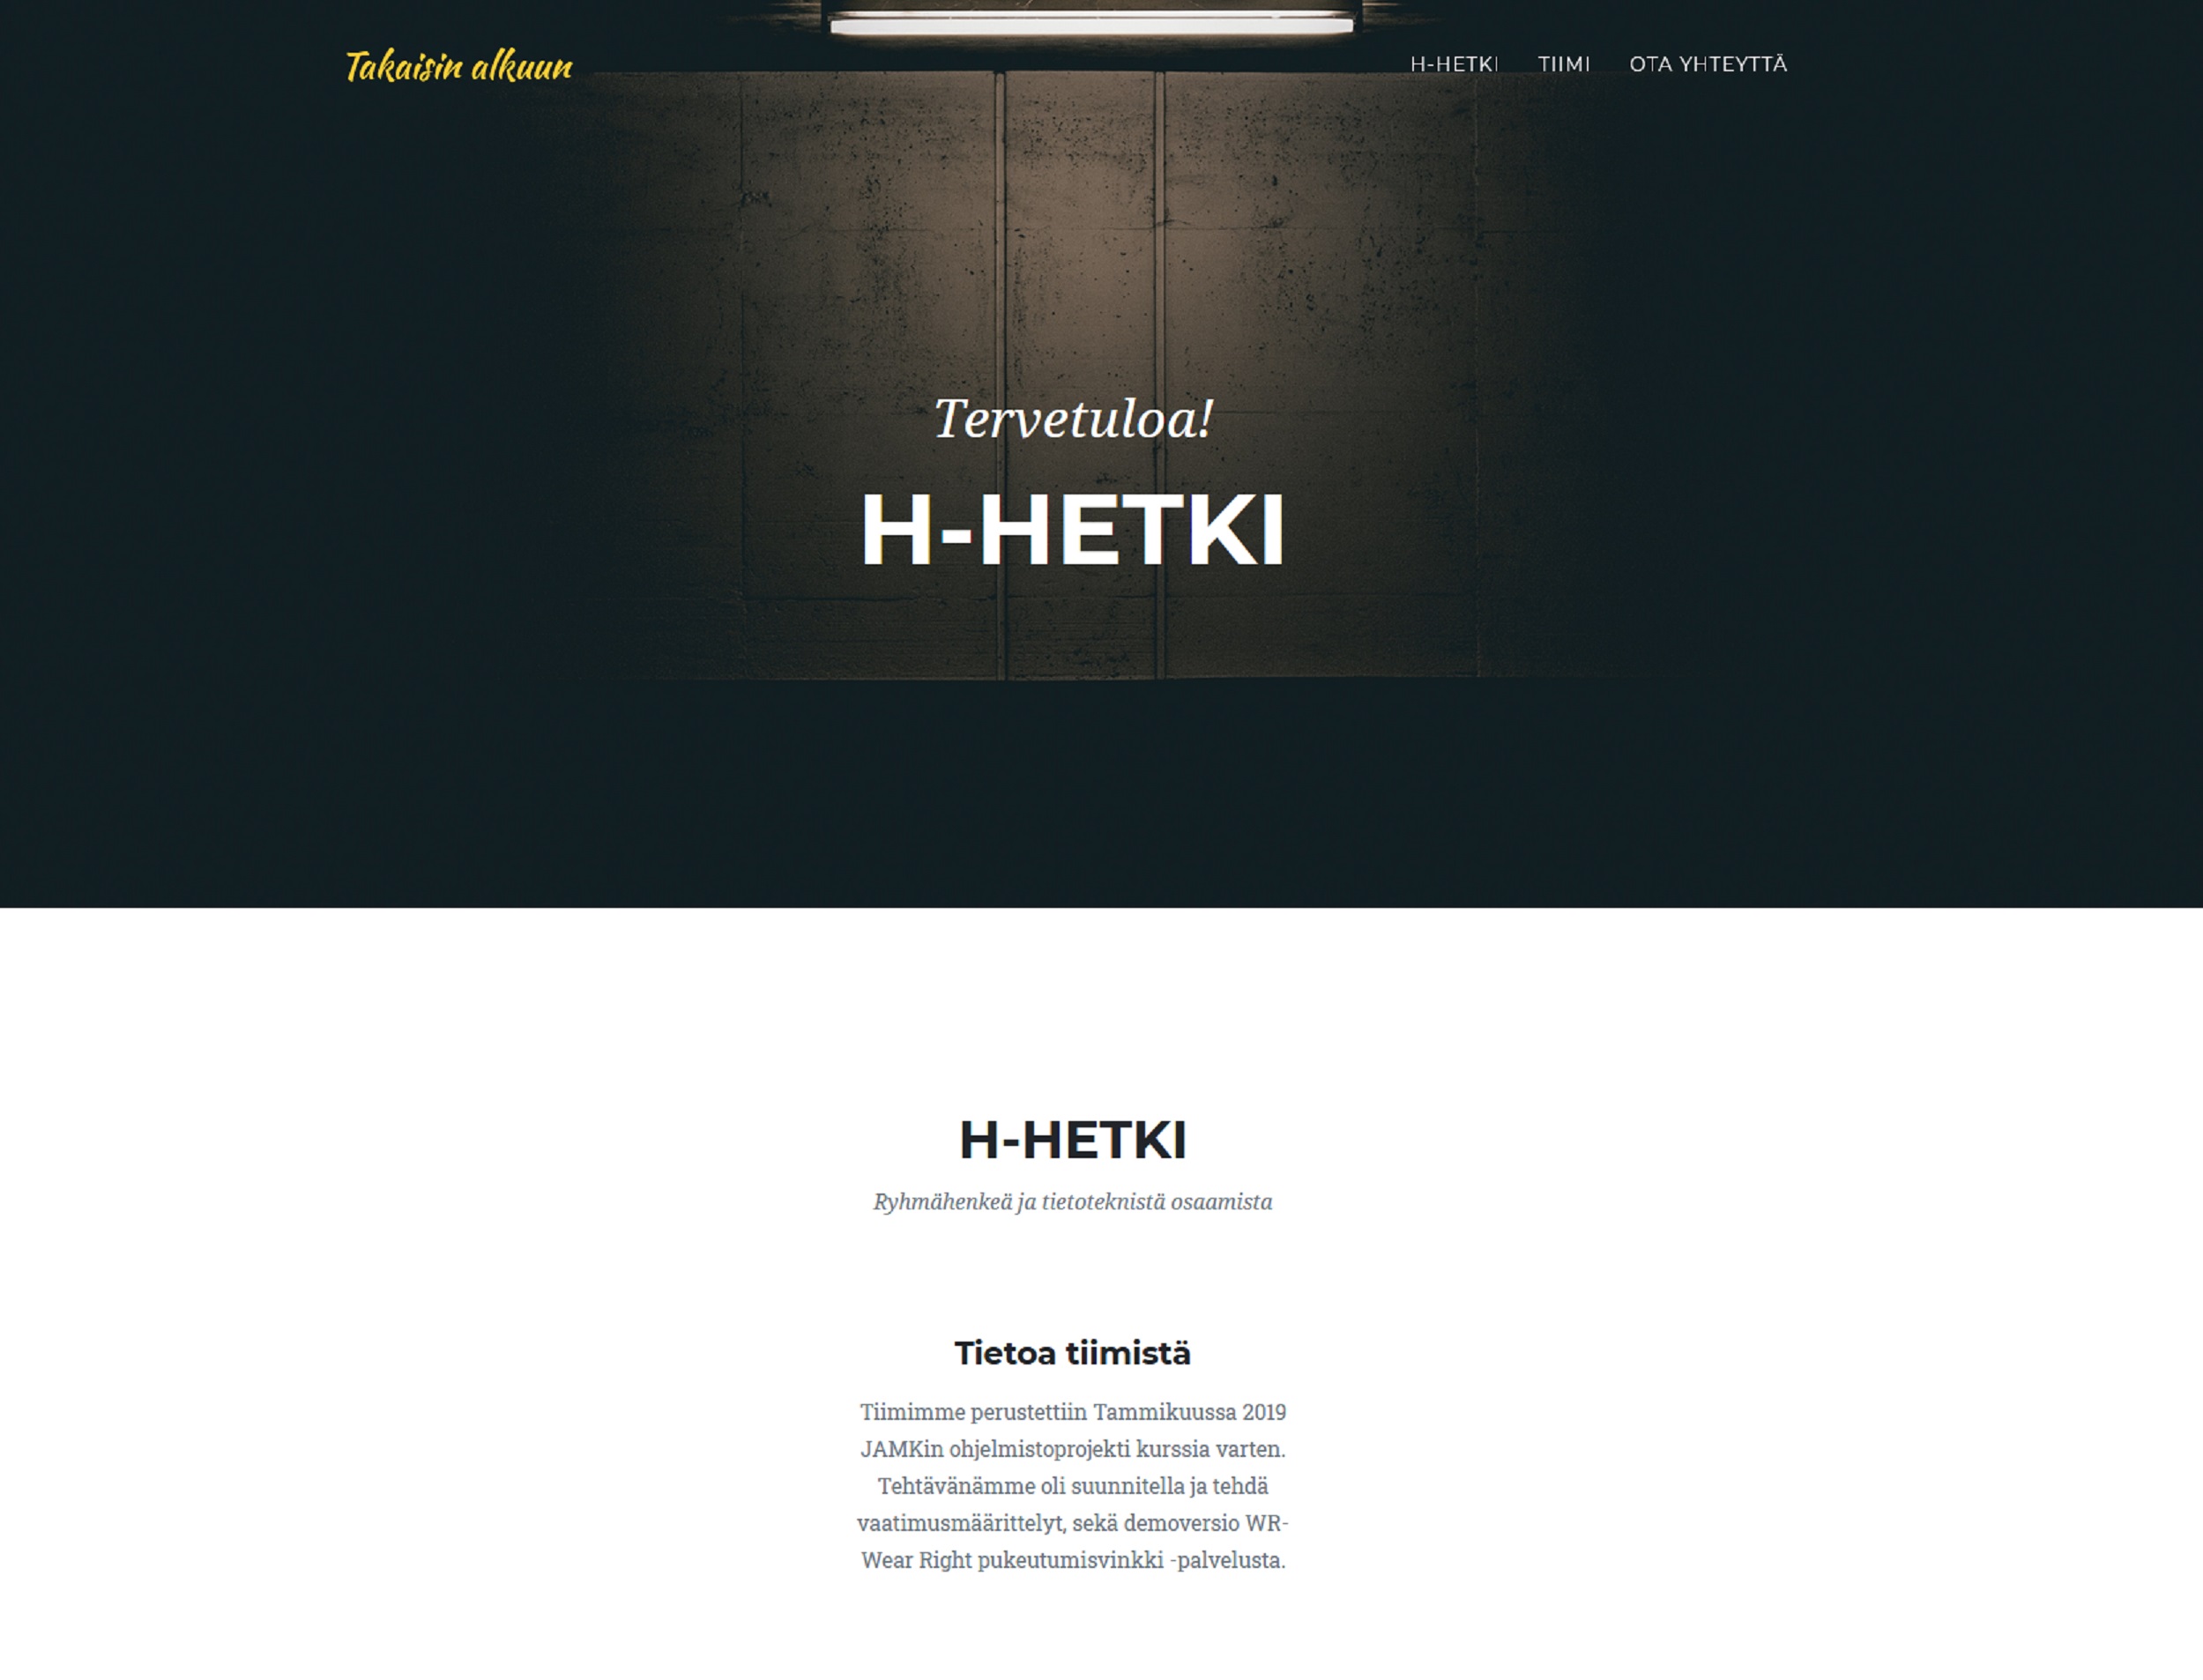 Takaisin alkuun
H-HETKI
TIIMI
OTA YHTEYTTÄ
Tervetuloa!
H-HETKI
H-HETKI
Ryhmähenkeä ja tietoteknistä osaamista
Tietoa tiimistä
Tiimimme perustettiin Tammikuussa 2019
JAMKin ohjelmistoprojekti kurssia varten.
Tehtävänämme oli suunnitella ja tehdä
vaatimusmäärittelyt, sekä demoversio WR-
Wear Right pukeutumisvinkki -palvelusta.